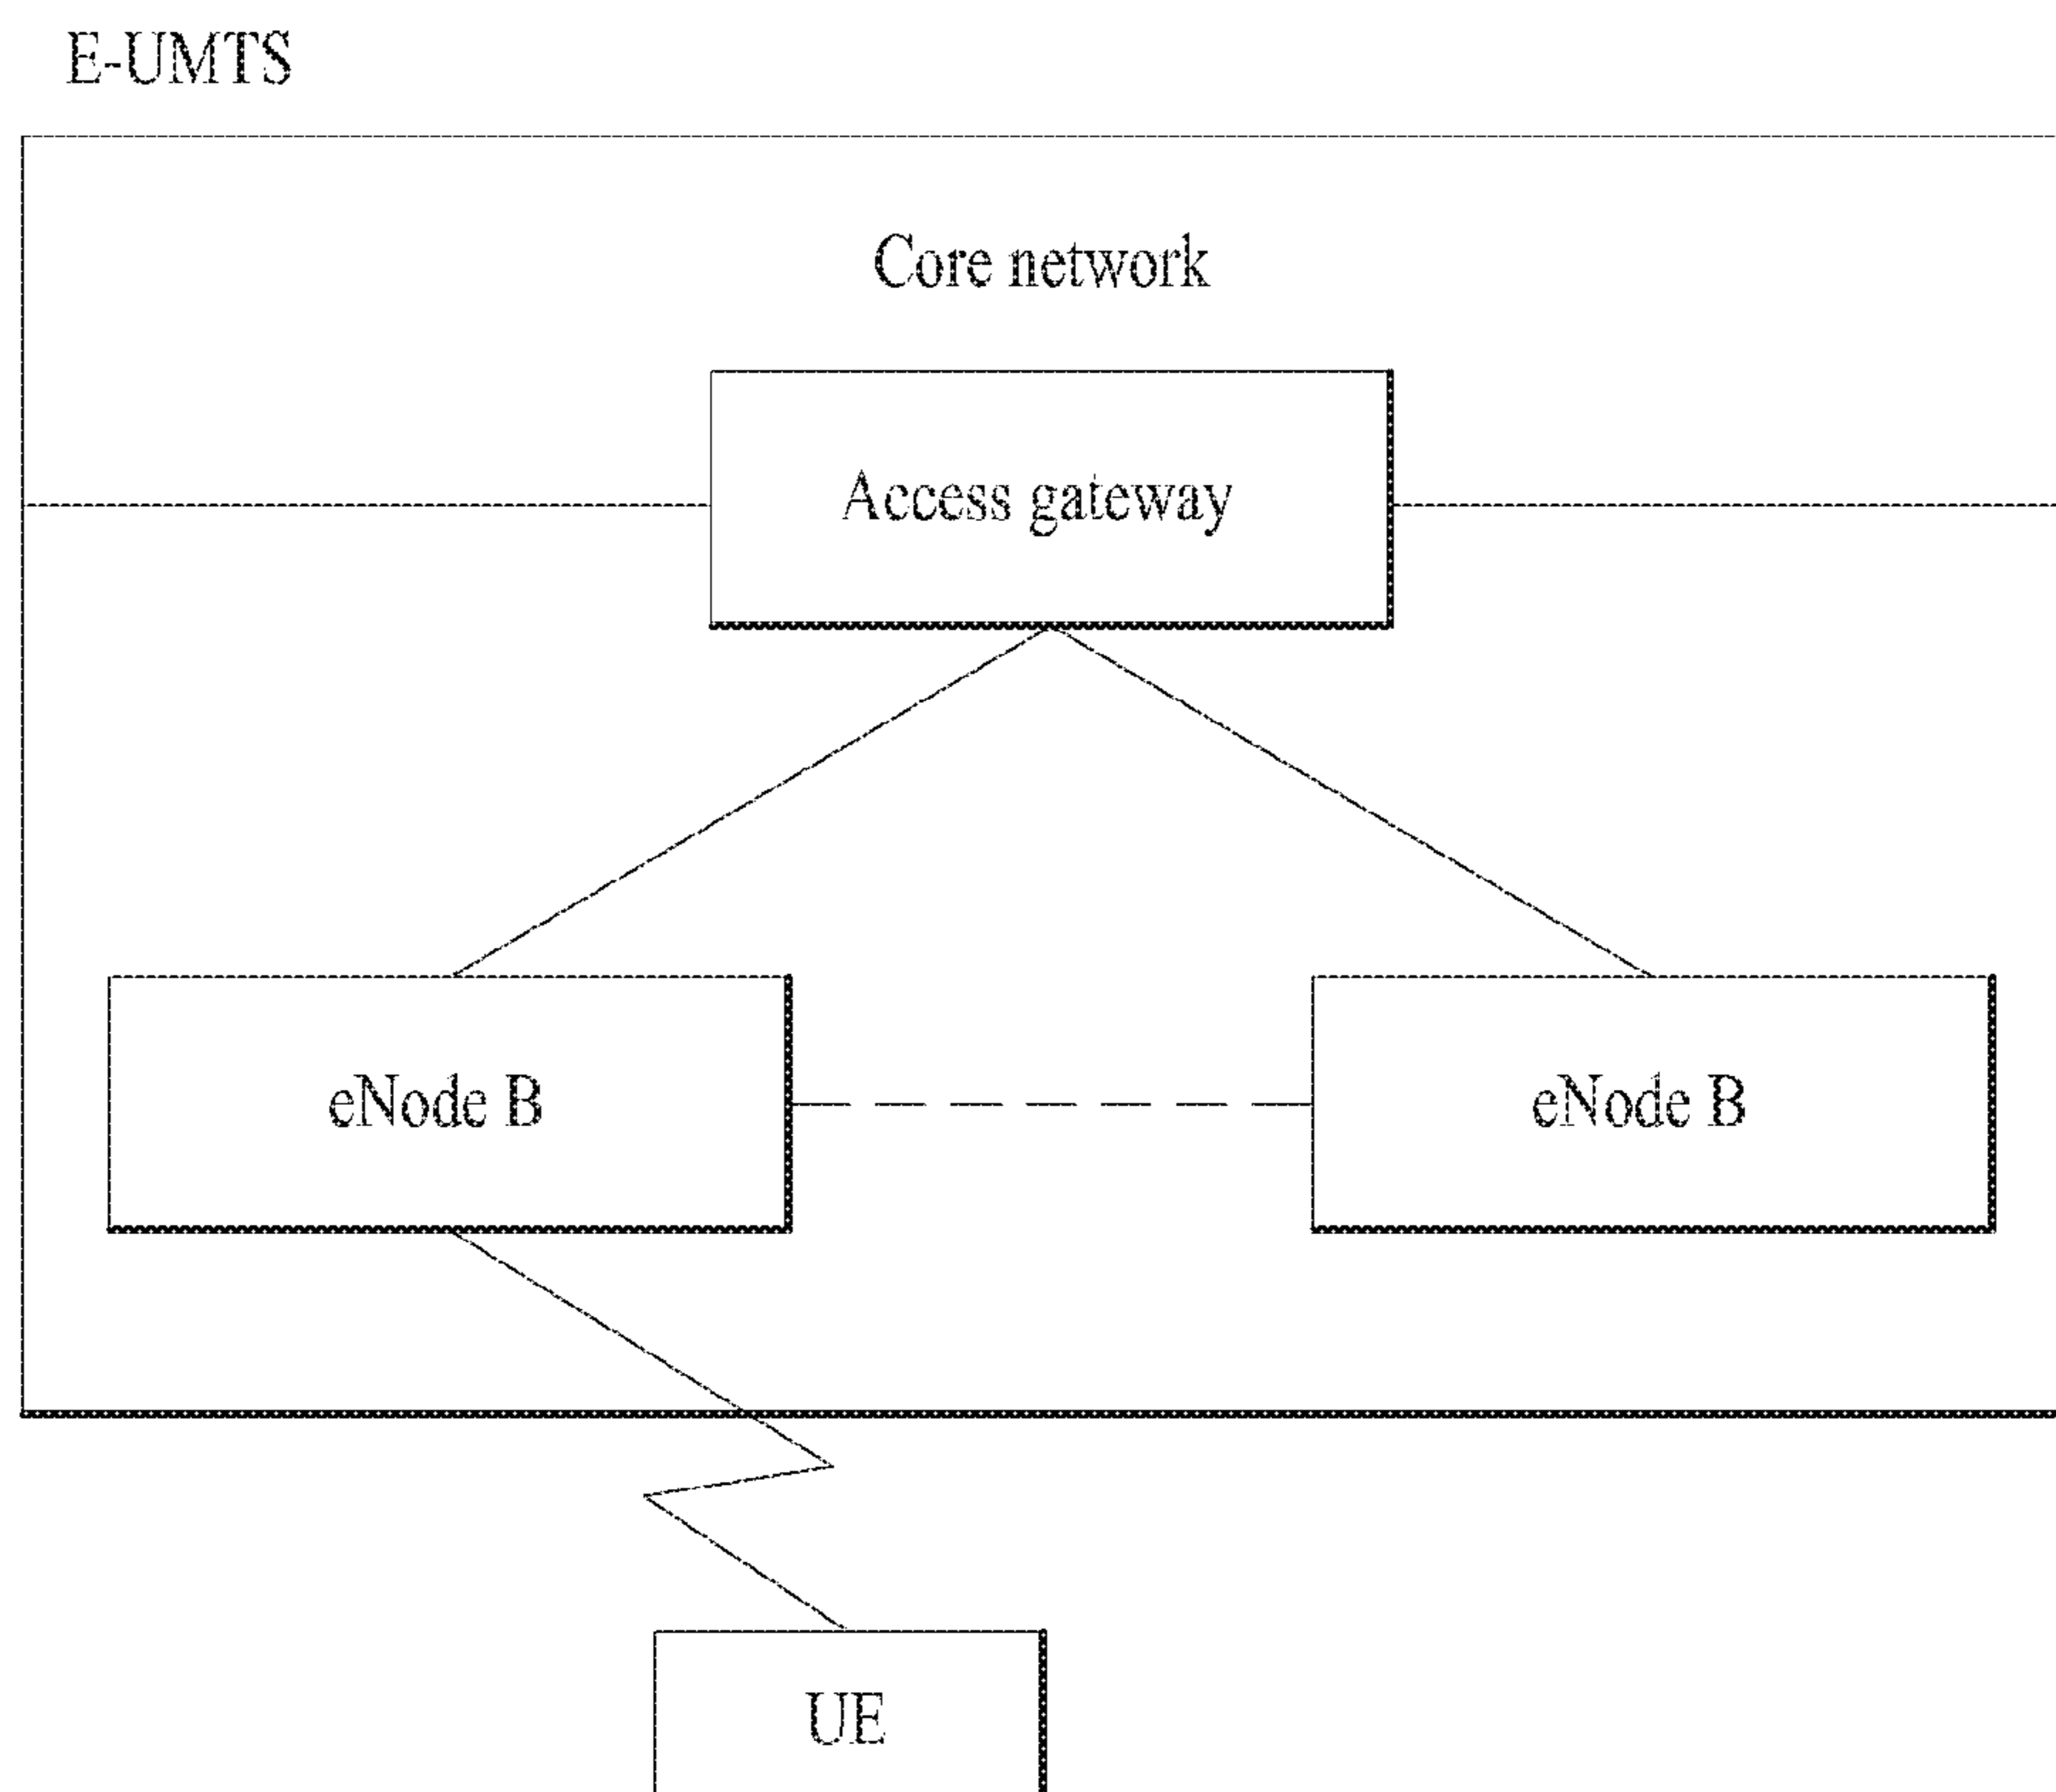 E-UMTS
Core network
Access gateway
eNode B
eNode B
UE